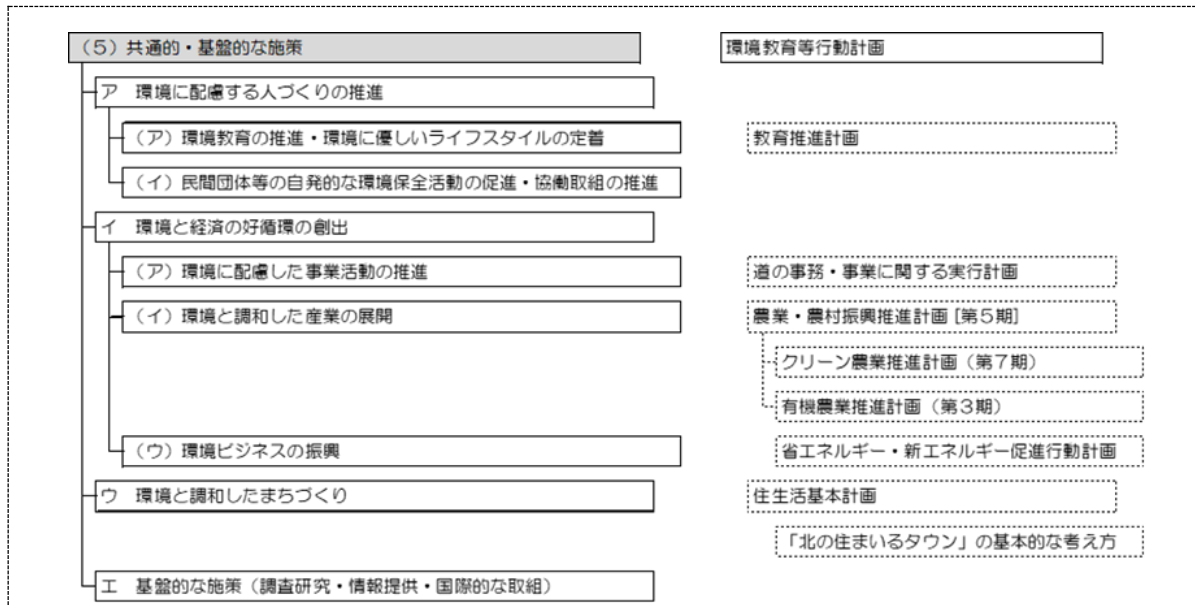 （５）共通的・基盤的な施策
環境教育等行動計画
ア　環境に配慮する人づくりの推進
（ア）環境教育の推進・環境に優しいライフスタイルの定着
教育推進計画
（イ）民間団体等の自発的な環境保全活動の促進・協働取組の推進
イ　環境と経済の好循環の創出
（ア）環境に配慮した事業活動の推進
道の事務・事業に関する実行計画
（イ）環境と調和した産業の展開
農業・農村振興推進計画［第５期］
クリーン農業推進計画（第７期）
有機農業推進計画（第３期）
（ウ）環境ビジネスの振興
省エネルギー・新エネルギー促進行動計画
ウ　環境と調和したまちづくり
住生活基本計画
「北の住まいるタウン」の基本的な考え方
エ　基盤的な施策（調査研究・情報提供・国際的な取組）